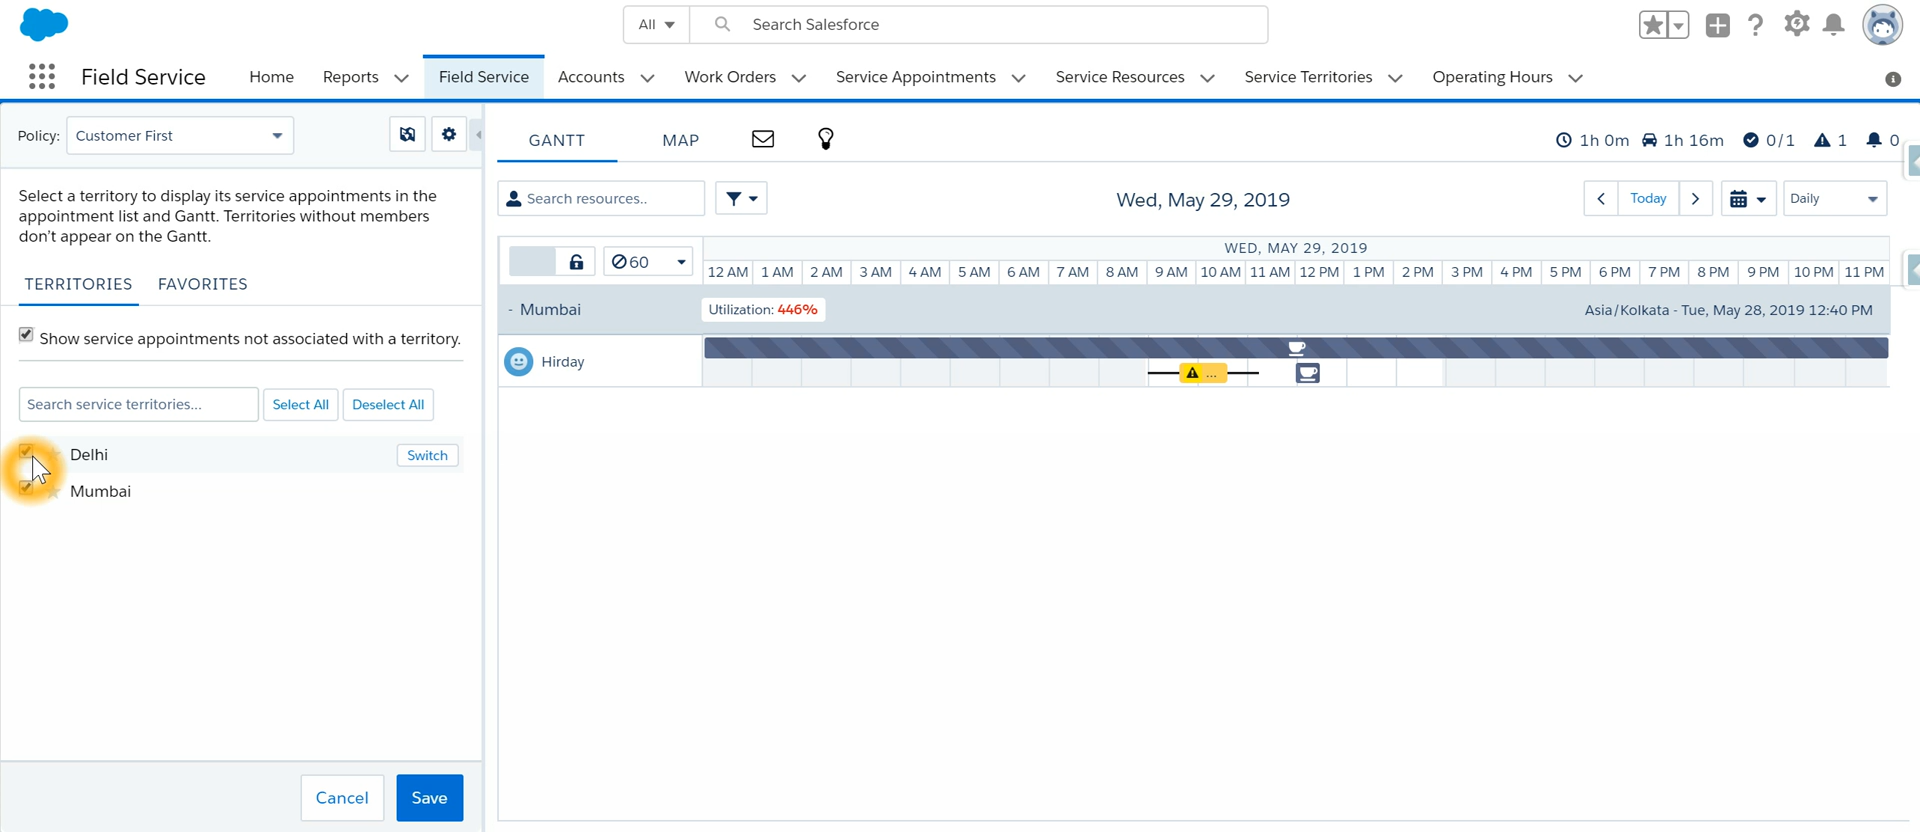 All
Search Salesforce
Field Service
Home
Reports
Field Service
Accounts
Work Orders
Service Appointments
Service Resources
Service Territories
Operating Hours
Policy:
Customer First
Select a territory to display its service appointments in the
appointment list and Gantt. Territories without members
don't appear on the Gantt.
TERRITORIES
FAVORITES
Show service appointments not associated with a territory.
Search service territories...
Select All
Deselect All
Delhi
Switch
Mumbai
Cancel
Save
GANTT
MAP
1h 0m
1h 16m
0/1
1
0
Search resources..
Wed, May 29, 2019
Today
Daily
60
WED, MAY 29, 2019
12 AM 1 AM 2 AM 3 AM 4 AM 5 AM 6 AM 7 AM 8 AM 9 AM 10 AM 11 AM 12 PM 1 PM 2 PM 3 PM 4 PM 5 PM 6 PM 7 PM 8 PM 9 PM 10 PM 11 PM
- Mumbai
Utilization: 446%
Asia/Kolkata - Tue, May 28, 2019 12:40 PM
Hirday
...